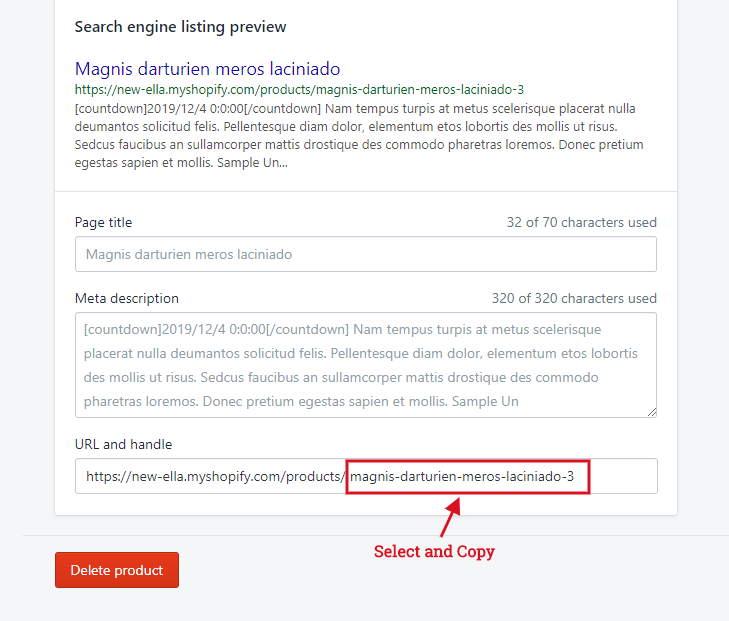 Search engine listing preview
Magnis darturien meros laciniado
https://new-ella.myshopify.com/products/magnis-darturien-meros-laciniado-3
[countdown]2019/12/4 0:0:00[/countdown] Nam tempus turpis at metus scelerisque placerat nulla
deumantos solicitud felis. Pellentesque diam dolor, elementum etos lobortis des mollis ut risus.
Sedcus faucibus an sullamcorper mattis drostique des commodo pharetras loremos. Donec pretium
egestas sapien et mollis. Sample Un...
Page title 32 of 70 characters used
Magnis darturien meros laciniado
Meta description 320 of 320 characters used
[countdown]2019/12/4 0:0:00[/countdown] Nam tempus turpis at metus scelerisque
placerat nulla deumantos solicitud felis. Pellentesque diam dolor, elementum etos lobortis
des mollis ut risus. Sedcus faucibus an sullamcorper mattis drostique des commodo
pharetras loremos. Donec pretium egestas sapien et mollis. Sample Un
URL and handle
https://new-ella.myshopify.com/products/magnis-darturien-meros-laciniado-3
Select and Copy
Delete product